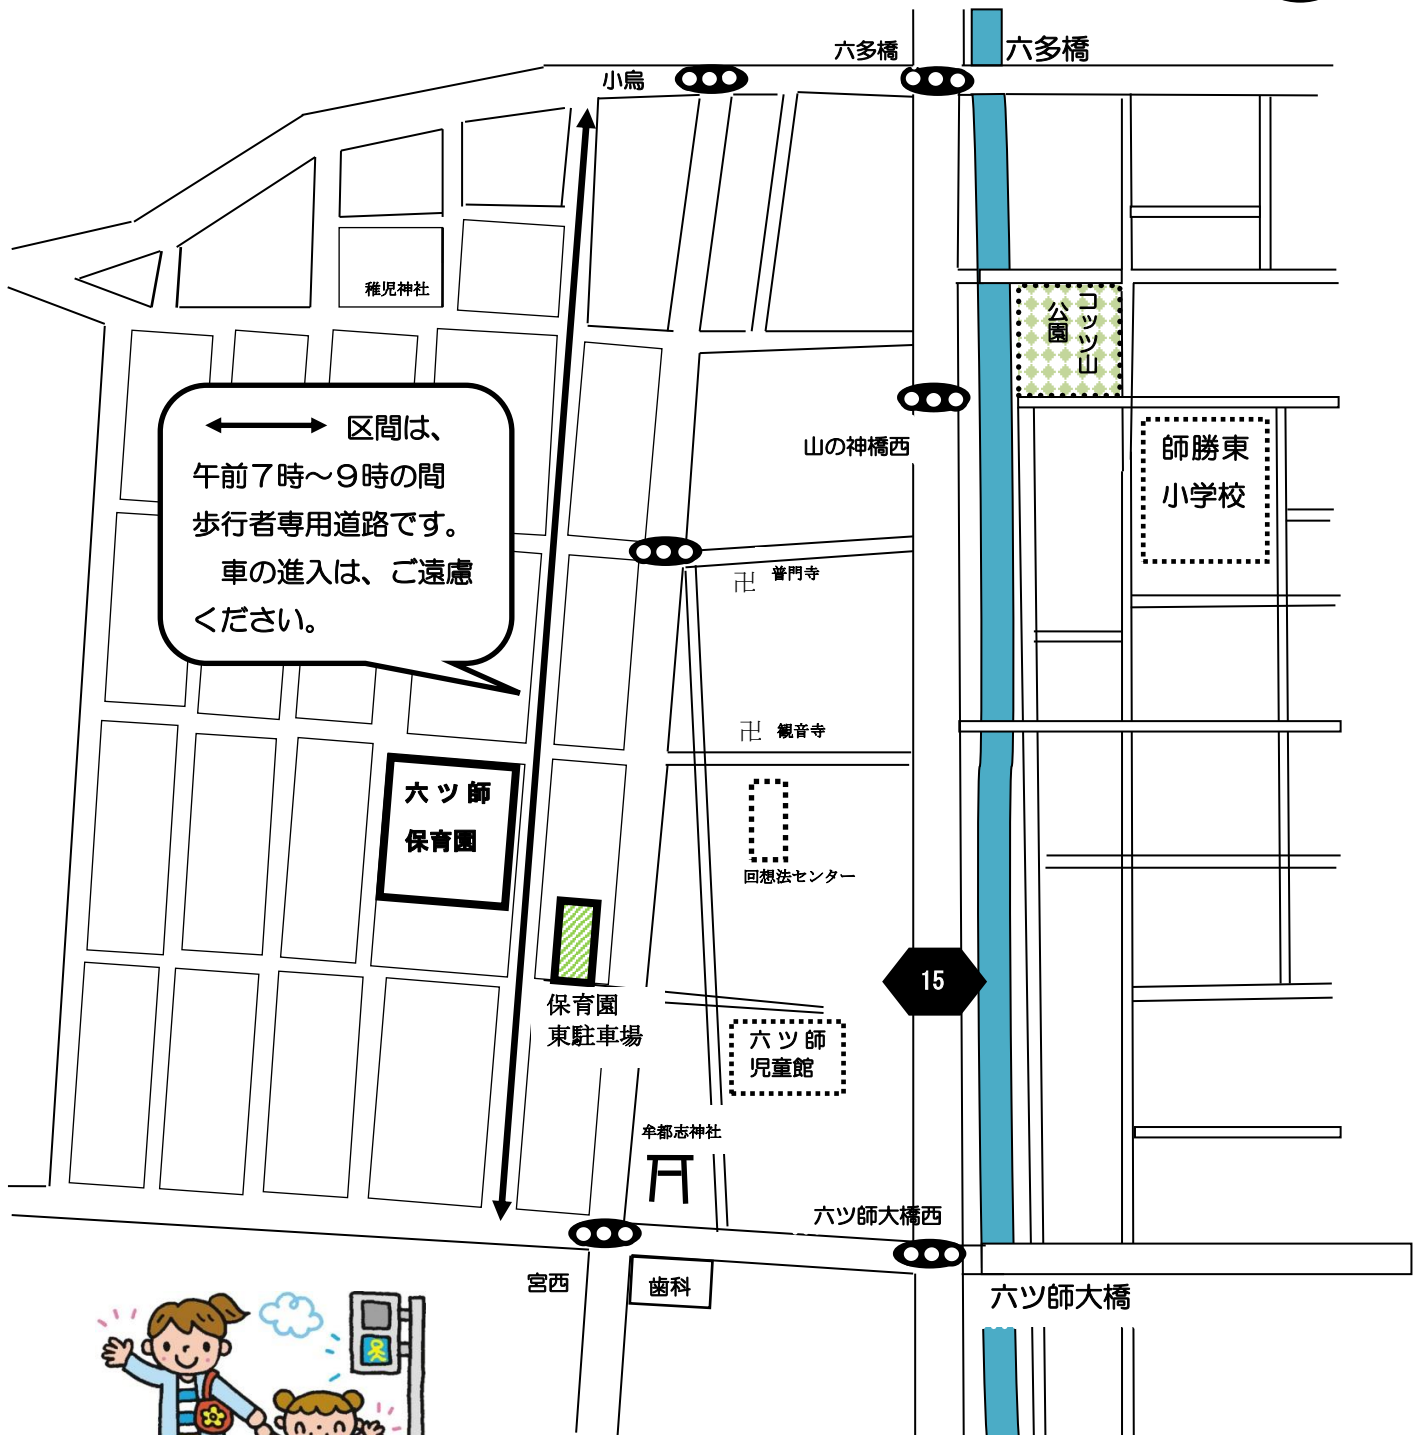 六多橋
六多橋
小烏
稚児神社
コッツ山
公園
区間は、
午前7時～9時の間
歩行者専用道路です。
車の進入は、ご遠慮
ください。
山の神橋西
師勝東
小学校
卍 普門寺
卍 観音寺
六ツ師
保育園
回想法センター
15
保育園
東駐車場
六ツ師
児童館
牟都志神社
六ツ師大橋西
宮西
歯科
六ツ師大橋